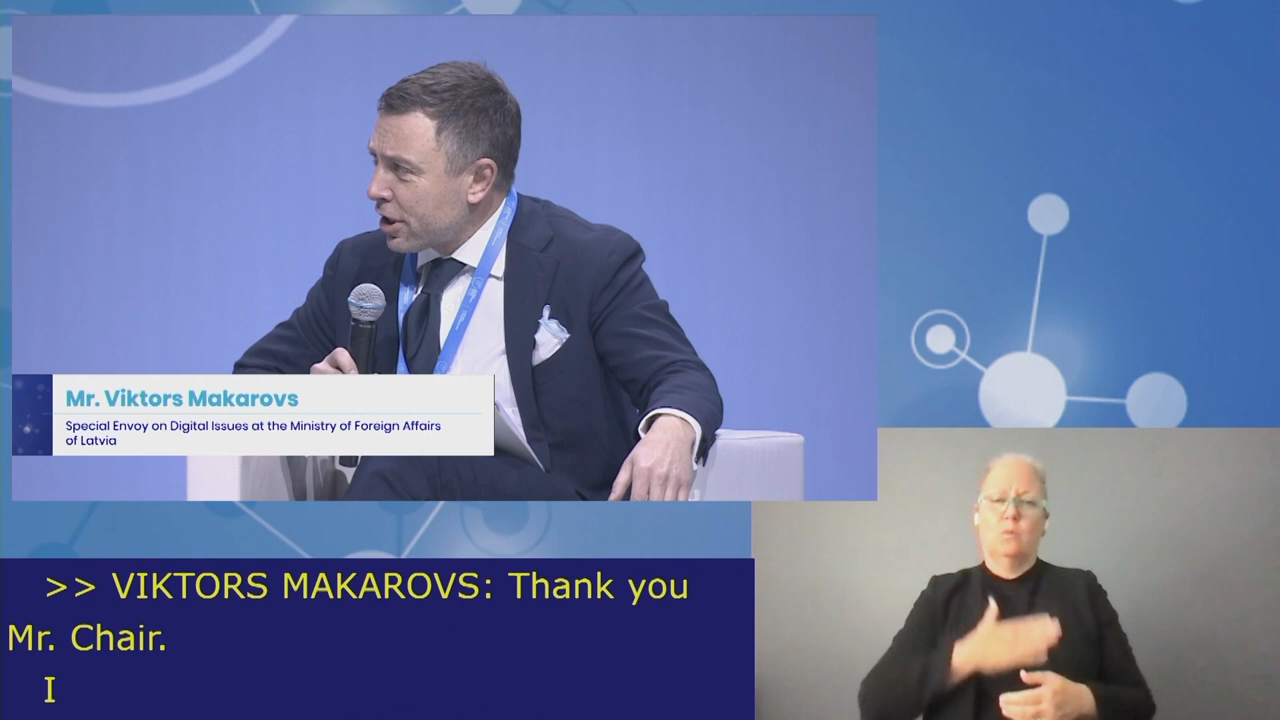 Mr. Viktors Makarovs
Special Envoy on Digital Issues at the Ministry of Foreign Affairs
of Latvia
>> VIKTORS MAKAROVS: Thank you
Mr. Chair.
I